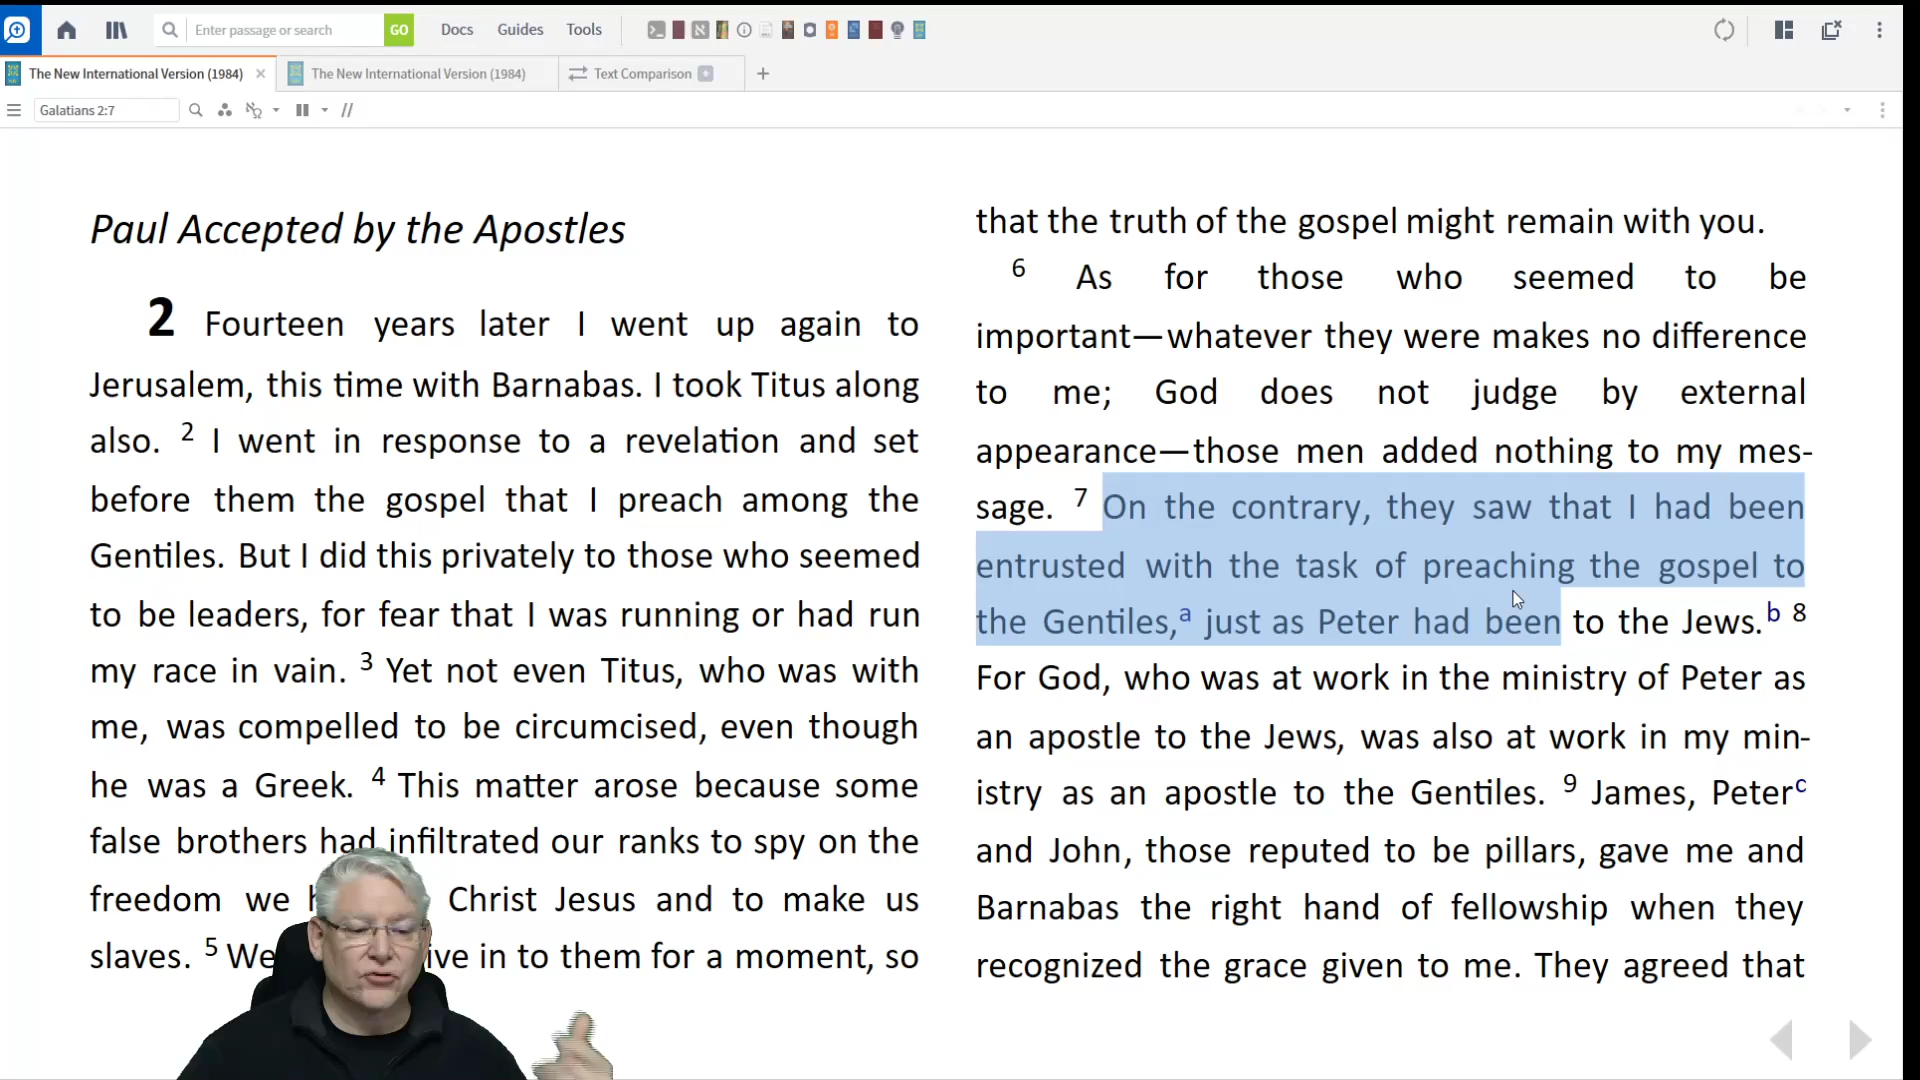 Enter passage or search
GO
Docs
Guides
Tools
The New International Version (1984)
The New International Version (1984)
Text Comparison
Galatians 2:7
Paul Accepted by the Apostles
2 Fourteen years later I went up again to
Jerusalem, this time with Barnabas. I took Titus along
also. 2 I went in response to a revelation and set
before them the gospel that I preach among the
Gentiles. But I did this privately to those who seemed
to be leaders, for fear that I was running or had run
my race in vain. 3 Yet not even Titus, who was with
me, was compelled to be circumcised, even though
he was a Greek. 4 This matter arose because some
false brothers had infiltrated our ranks to spy on the
freedom we Christ Jesus and to make us
slaves. 5 We in to them for a moment, so
that the truth of the gospel might remain with you.
6 As for those who seemed to be
important—whatever they were makes no difference
to me; God does not judge by external
appearance—those men added nothing to my mes-
sage. 7 On the contrary, they saw that I had been
entrusted with the task of preaching the gospel to
the Gentiles,a just as Peter had been to the Jews.b 8
For God, who was at work in the ministry of Peter as
an apostle to the Jews, was also at work in my min-
istry as an apostle to the Gentiles. 9 James, Peterc
and John, those reputed to be pillars, gave me and
Barnabas the right hand of fellowship when they
recognized the grace given to me. They agreed that